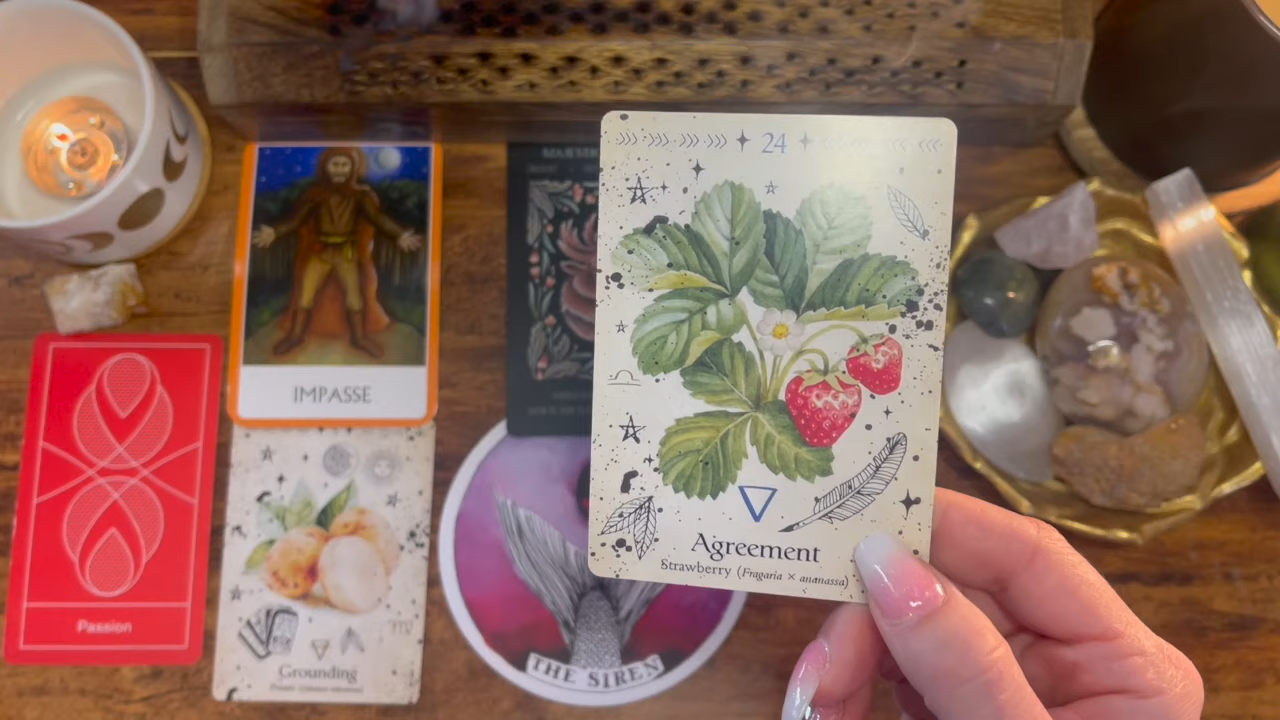 24
Agreement
Strawberry (Fragaria × ananassa)
IMPASSE
Passion
Grounding
THE SIREN